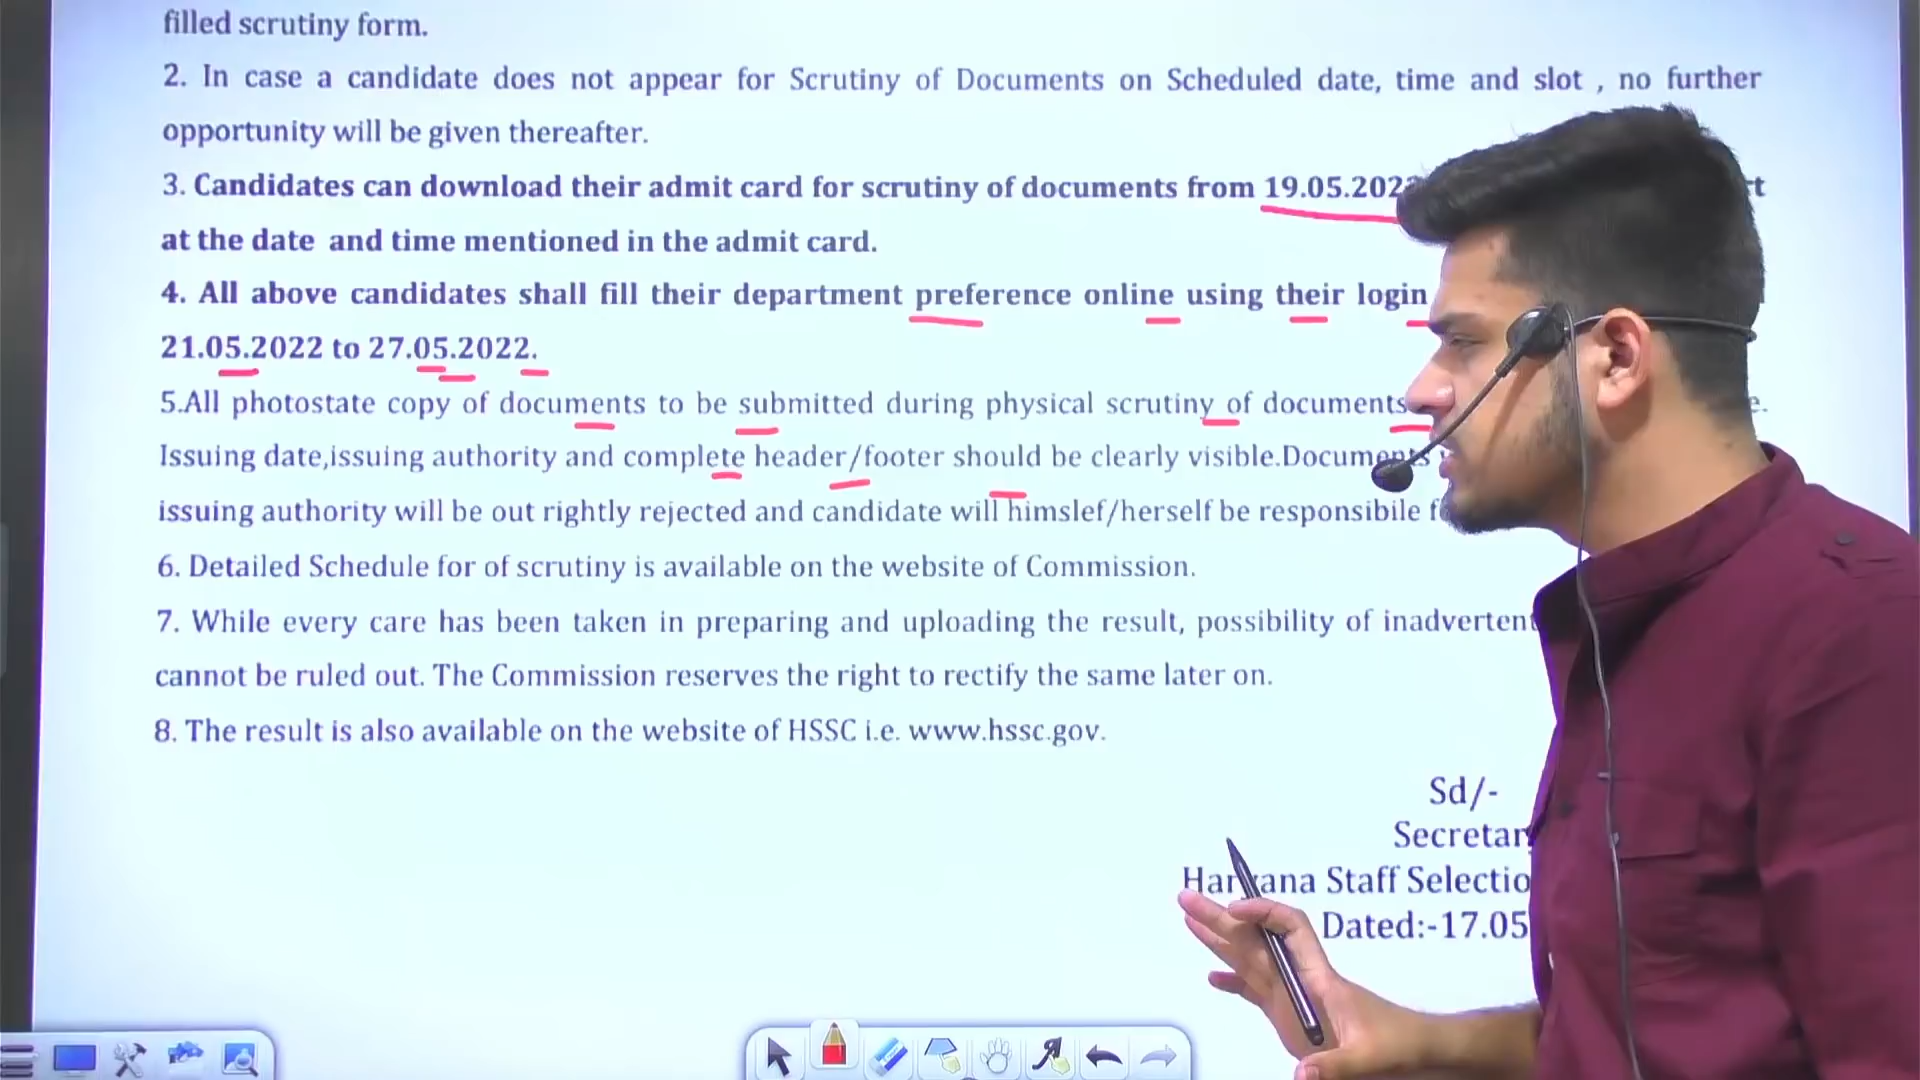 filled scrutiny form.
2. In case a candidate does not appear for Scrutiny of Documents on Scheduled date, time and slot , no further
opportunity will be given thereafter.
3. Candidates can download their admit card for scrutiny of documents from 19.05.2022
at the date and time mentioned in the admit card.
4. All above candidates shall fill their department preference online using their login
21.05.2022 to 27.05.2022.
5.All photostate copy of documents to be submitted during physical scrutiny of documents
Issuing date,issuing authority and complete header/footer should be clearly visible.Documents
issuing authority will be out rightly rejected and candidate will himslef/herself be responsibile
6. Detailed Schedule for of scrutiny is available on the website of Commission.
7. While every care has been taken in preparing and uploading the result, possibility of inadvertent
cannot be ruled out. The Commission reserves the right to rectify the same later on.
8. The result is also available on the website of HSSC i.e. www.hssc.gov.
Sd/-
Secretary
Haryana Staff Selectio
Dated:-17.05